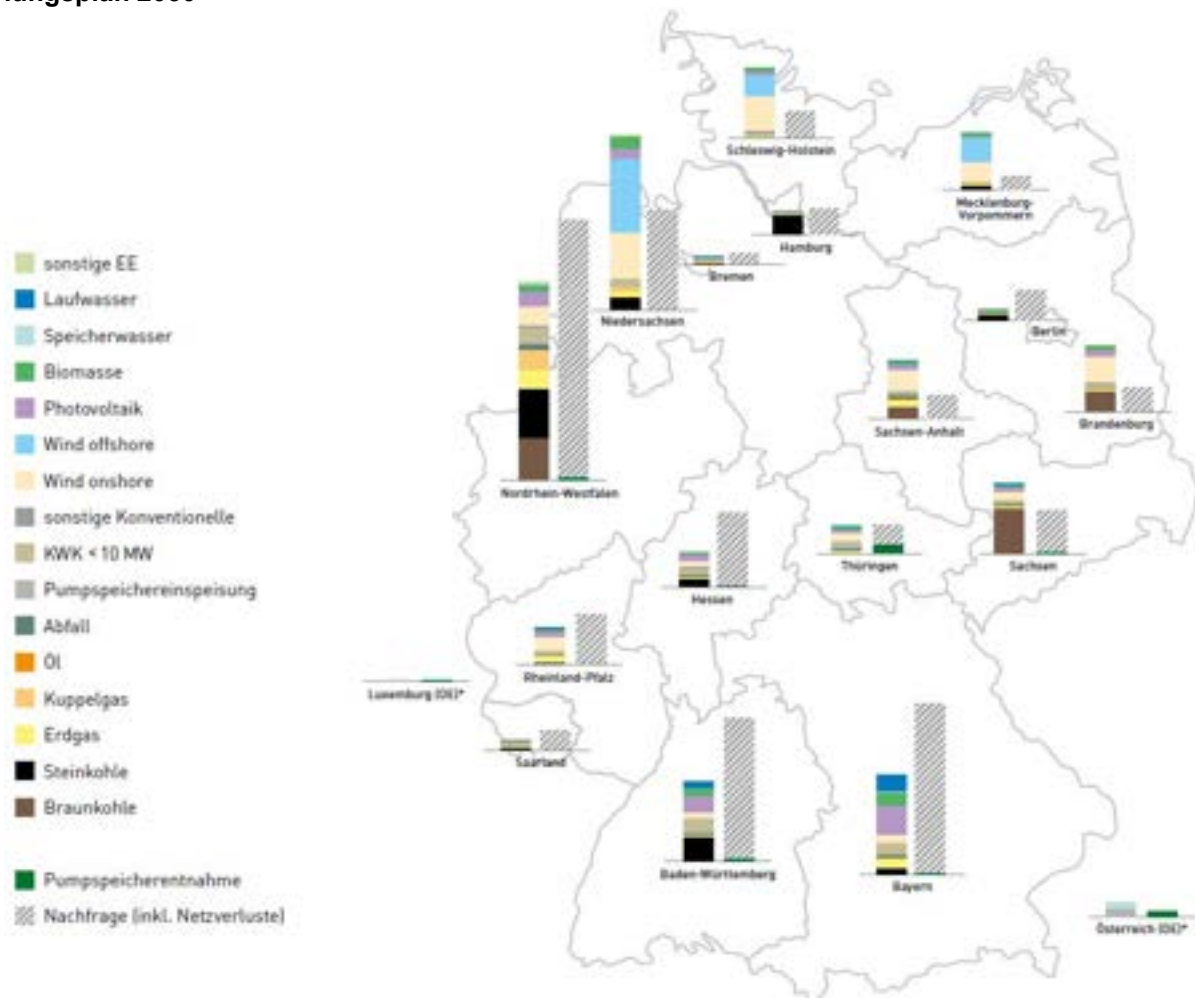 sonstige EE
Laufwasser
Speicherwasser
Biomasse
Photovoltaik
Wind offshore
Wind onshore
sonstige Konventionelle
KWK < 10 MW
Pumpspeichereinspeisung
Abfall
Öl
Kuppelgas
Erdgas
Steinkohle
Braunkohle
Pumpspeicherentnahme
Nachfrage (inkl. Netzverluste)
Schleswig-Holstein
Mecklenburg-
Vorpommern
Hamburg
Bremen
Niedersachsen
Berlin
Brandenburg
Sachsen-Anhalt
Nordrhein-Westfalen
Thüringen
Sachsen
Hessen
Rheinland-Pfalz
Luxemburg (DE)*
Saarland
Baden-Württemberg
Bayern
Österreich (DE)*